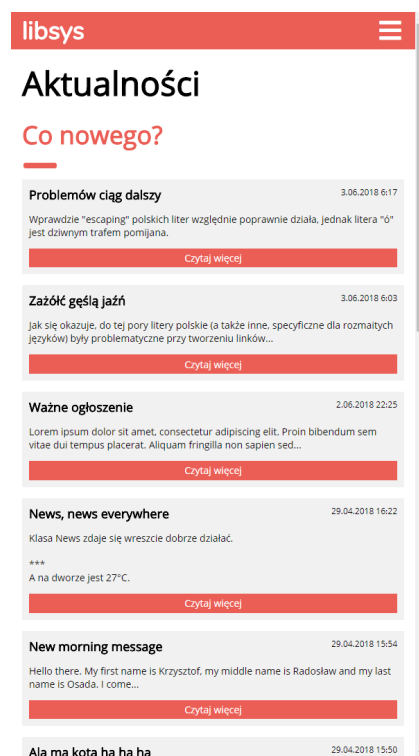 libsys
Aktualności
Co nowego?
Problemów ciąg dalszy
3.06.2018 6:17
Wprawdzie "escaping" polskich liter względnie poprawnie działa, jednak litera "ó"
jest dziwnym trafem pomijana.
Czytaj więcej
Zażółć gęślą jaźń
3.06.2018 6:03
Jak się okazuje, do tej pory litery polskie (a także inne, specyficzne dla rozmaitych
języków) były problematyczne przy tworzeniu linków...
Czytaj więcej
Ważne ogłoszenie
2.06.2018 22:25
Lorem ipsum dolor sit amet, consectetur adipiscing elit. Proin bibendum sem
vitae dui tempus placerat. Aliquam fringilla non sapien sed...
Czytaj więcej
News, news everywhere
29.04.2018 16:22
Klasa News zdaje się wreszcie dobrze działać.
***
A na dworze jest 27°C.
Czytaj więcej
New morning message
29.04.2018 15:54
Hello there. My first name is Krzysztof, my middle name is Radosław and my last
name is Osada. I come...
Czytaj więcej
Ala ma kota ha ha ha
29.04.2018 15:50